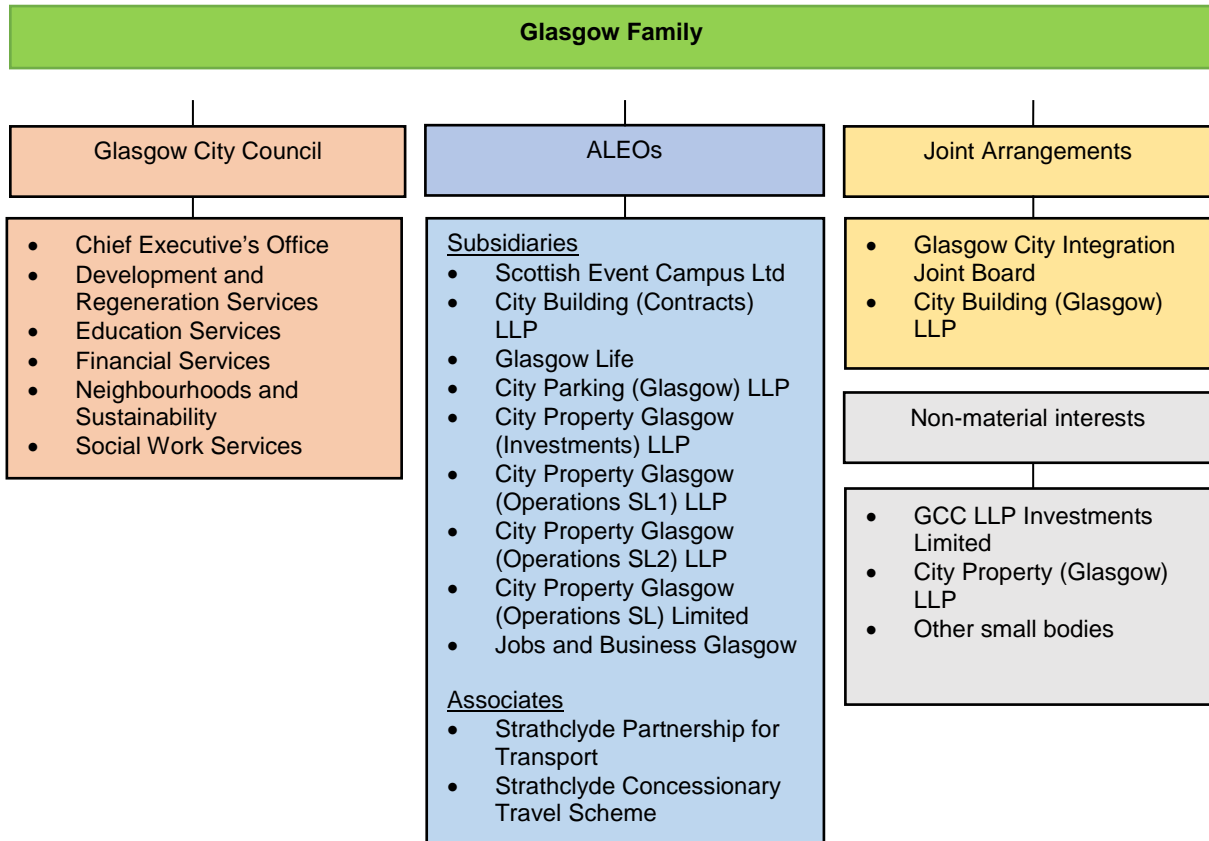 Glasgow Family
Glasgow City Council
• Chief Executive's Office
• Development and
Regeneration Services
• Education Services
• Financial Services
• Neighbourhoods and
Sustainability
• Social Work Services
ALEOs
Subsidiaries
• Scottish Event Campus Ltd
• City Building (Contracts)
LLP
• Glasgow Life
• City Parking (Glasgow) LLP
• City Property Glasgow
(Investments) LLP
• City Property Glasgow
(Operations SL1) LLP
• City Property Glasgow
(Operations SL2) LLP
• City Property Glasgow
(Operations SL) Limited
• Jobs and Business Glasgow
Associates
• Strathclyde Partnership for
Transport
• Strathclyde Concessionary
Travel Scheme
Joint Arrangements
• Glasgow City Integration
Joint Board
• City Building (Glasgow)
LLP
Non-material interests
• GCC LLP Investments
Limited
• City Property (Glasgow)
LLP
• Other small bodies